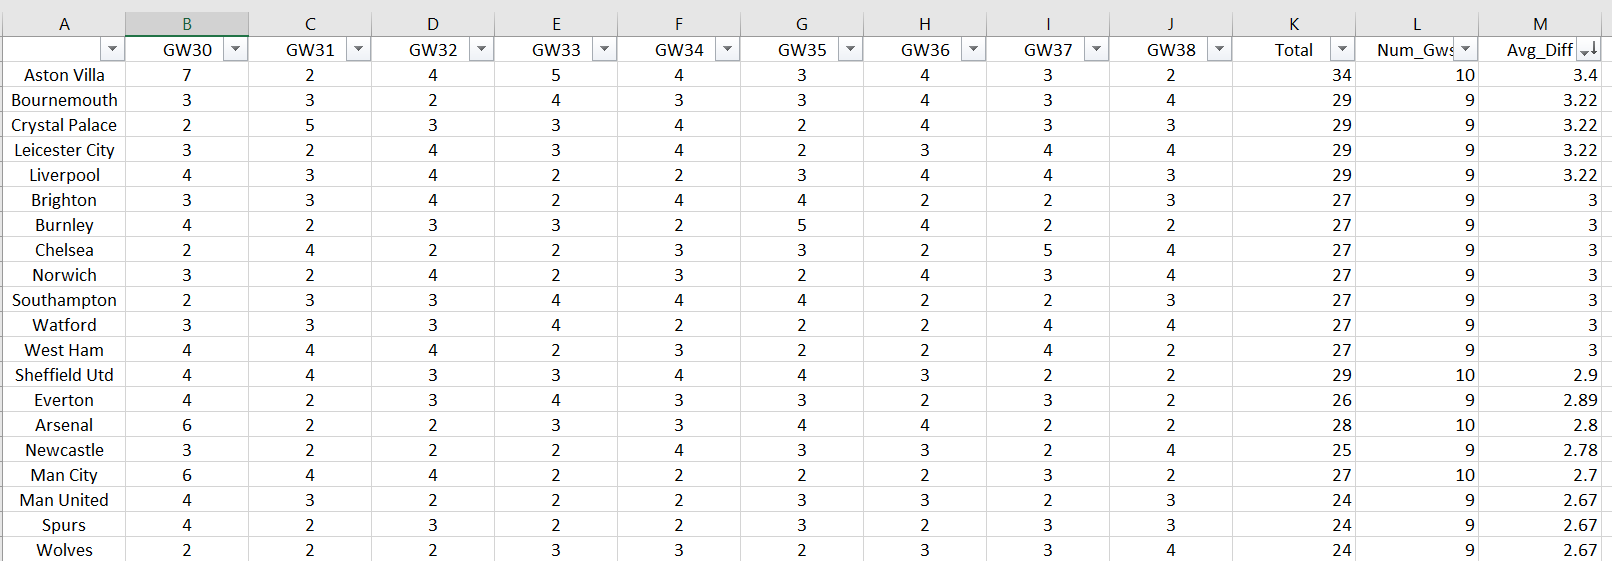 A B C D E F G H I J K L M
GW30 GW31 GW32 GW33 GW34 GW35 GW36 GW37 GW38 Total Num_Gws Avg_Diff
Aston Villa 7 2 4 5 4 3 4 3 2 34 10 3.4
Bournemouth 3 3 2 4 3 3 4 3 4 29 9 3.22
Crystal Palace 2 5 3 3 4 2 4 3 3 29 9 3.22
Leicester City 3 2 4 3 4 2 3 4 4 29 9 3.22
Liverpool 4 3 4 2 2 3 4 4 3 29 9 3.22
Brighton 3 3 4 2 4 4 2 2 3 27 9 3
Burnley 4 2 3 3 2 5 4 2 2 27 9 3
Chelsea 2 4 2 2 3 3 2 5 4 27 9 3
Norwich 3 2 4 2 3 2 4 3 4 27 9 3
Southampton 2 3 3 4 4 4 2 2 3 27 9 3
Watford 3 3 3 4 2 2 2 4 4 27 9 3
West Ham 4 4 4 2 3 2 2 4 2 27 9 3
Sheffield Utd 4 4 3 3 4 4 3 2 2 29 10 2.9
Everton 4 2 3 4 3 3 2 3 2 26 9 2.89
Arsenal 6 2 2 3 3 4 4 2 2 28 10 2.8
Newcastle 3 2 2 2 4 3 3 2 4 25 9 2.78
Man City 6 4 4 2 2 2 2 3 2 27 10 2.7
Man United 4 3 2 2 2 3 3 2 3 24 9 2.67
Spurs 4 2 3 2 2 3 2 3 3 24 9 2.67
Wolves 2 2 2 3 3 2 3 3 4 24 9 2.67